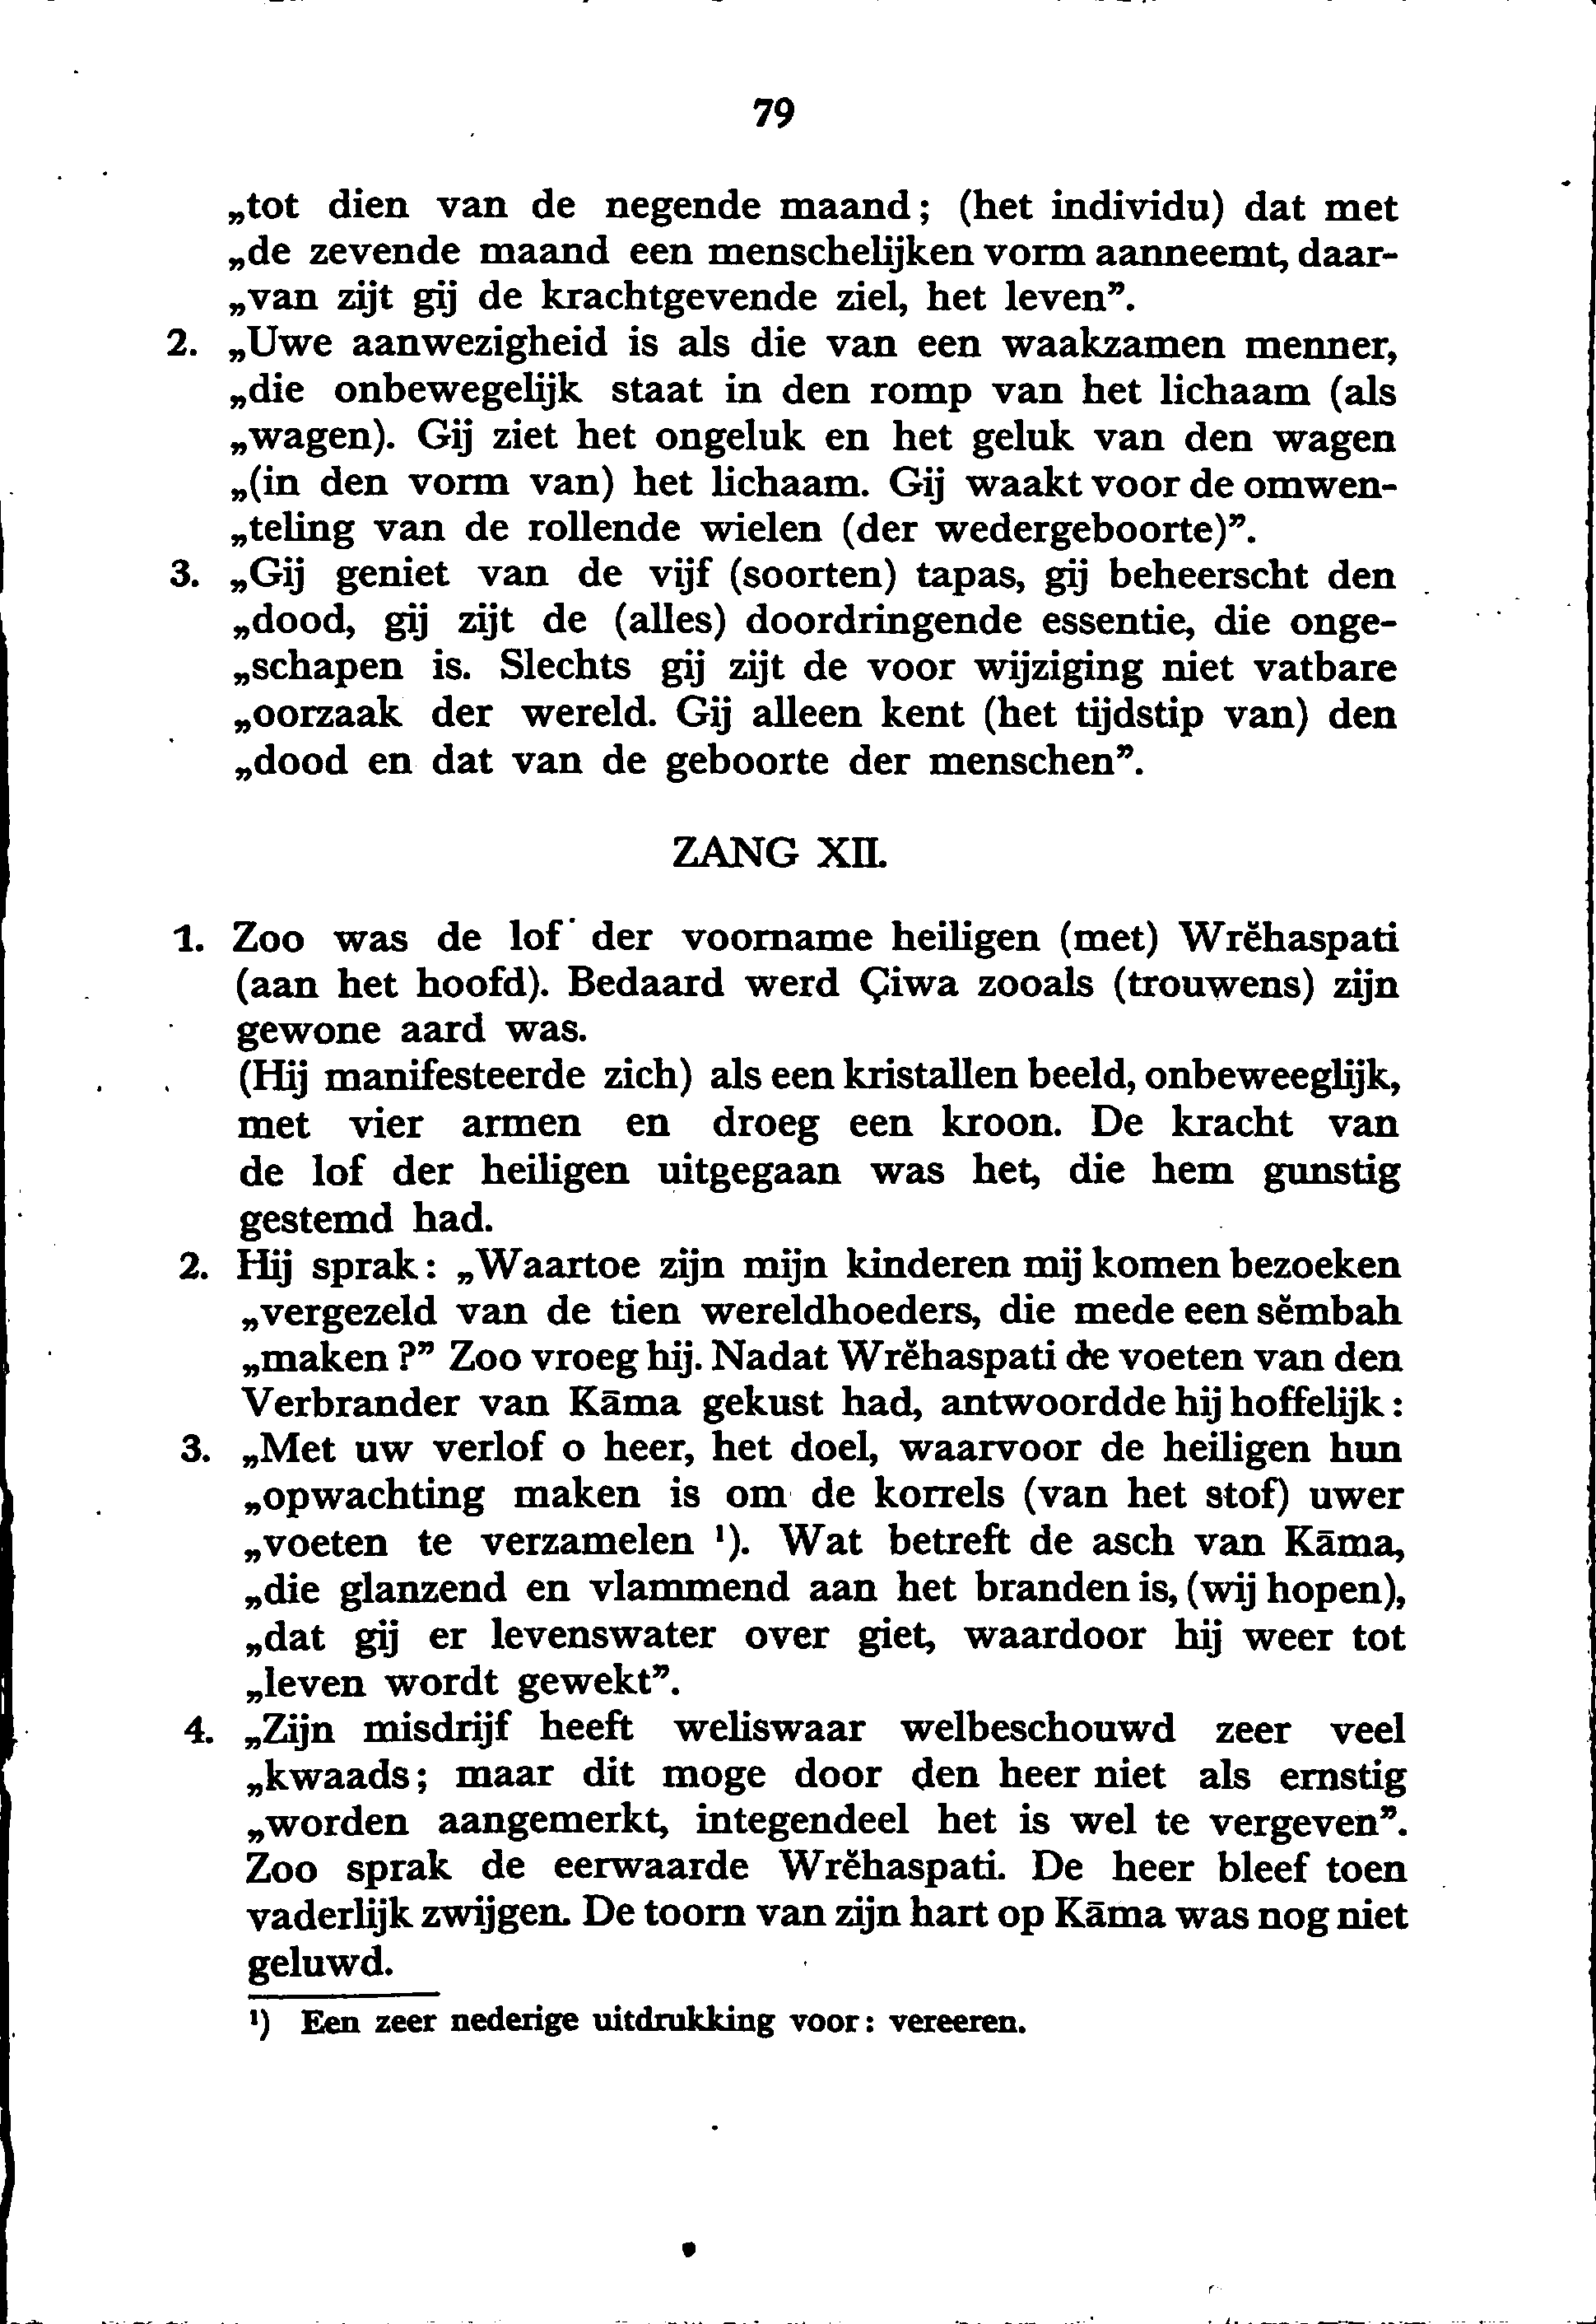 79
„tot dien van de negende maand; (het individu) dat met
„de zevende maand een menschelijken vorm aanneemt, daar-
„van zijt gij de krachtgevende ziel, het leven”.
2. „Uwe aanwezigheid is als die van een waakzamen menner,
„die onbewegelijk staat in den romp van het lichaam (als
„wagen). Gij ziet het ongeluk en het geluk van den wagen
„(in den vorm van) het lichaam. Gij waakt voor de omwen-
„teling van de rollende wielen (der wedergeboorte)”.
3. „Gij geniet van de vijf (soorten) tapas, gij beheerscht den
„dood, gij zijt de (alles) doordringende essentie, die onge-
„schapen is. Slechts gij zijt de voor wijziging niet vatbare
„oorzaak der wereld. Gij alleen kent (het tijdstip van) den
„dood en dat van de geboorte der menschen”.
ZANG XII.
1. Zoo was de lof der voorname heiligen (met) Wrĕhaspati
(aan het hoofd). Bedaard werd Çiwa zooals (trouwens) zijn
gewone aard was.
(Hij manifesteerde zich) als een kristallen beeld, onbeweeglijk,
met vier armen en droeg een kroon. De kracht van
de lof der heiligen uitgegaan was het, die hem gunstig
gestemd had.
2. Hij sprak: „Waartoe zijn mijn kinderen mij komen bezoeken
„vergezeld van de tien wereldhoeders, die mede een sĕmbah
„maken?” Zoo vroeg hij. Nadat Wrĕhaspati de voeten van den
Verbrander van Kāma gekust had, antwoordde hij hoffelijk:
3. „Met uw verlof o heer, het doel, waarvoor de heiligen hun
„opwachting maken is om de korrels (van het stof) uwer
„voeten te verzamelen ¹). Wat betreft de asch van Kāma,
„die glanzend en vlammend aan het branden is, (wij hopen),
„dat gij er levenswater over giet, waardoor hij weer tot
„leven wordt gewekt”.
4. „Zijn misdrijf heeft weliswaar welbeschouwd zeer veel
„kwaads; maar dit moge door den heer niet als ernstig
„worden aangemerkt, integendeel het is wel te vergeven”.
Zoo sprak de eerwaarde Wrĕhaspati. De heer bleef toen
vaderlijk zwijgen. De toorn van zijn hart op Kāma was nog niet
geluwd.
¹) Een zeer nederige uitdrukking voor: vereeren.